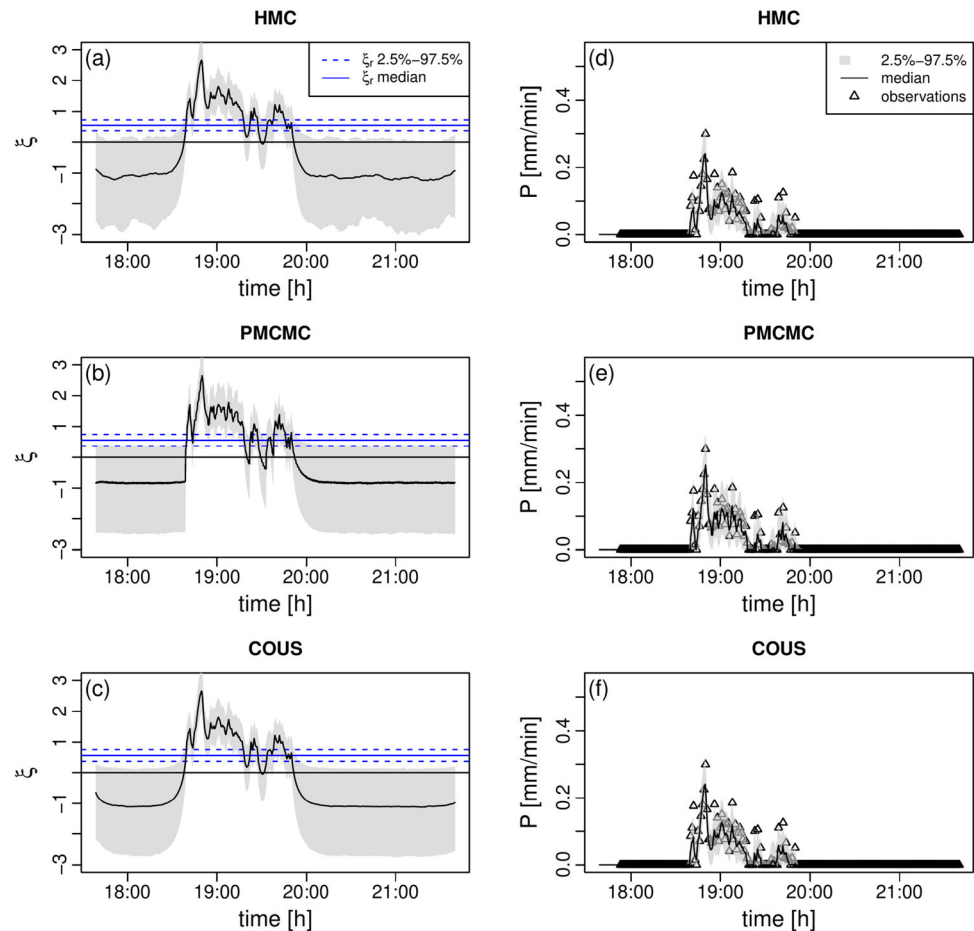 HMC
(a)
ξr 2.5%−97.5%
ξr median
3
2
1
−1
−3
ξ
18:00 19:00 20:00 21:00
time [h]
HMC
(d)
2.5%−97.5%
median
observations
0.4
0.2
0.0
P [mm/min]
18:00 19:00 20:00 21:00
time [h]
PMCMC
(b)
3
2
1
−1
−3
ξ
18:00 19:00 20:00 21:00
time [h]
PMCMC
(e)
0.4
0.2
0.0
P [mm/min]
18:00 19:00 20:00 21:00
time [h]
COUS
(c)
3
2
1
−1
−3
ξ
18:00 19:00 20:00 21:00
time [h]
COUS
(f)
0.4
0.2
0.0
P [mm/min]
18:00 19:00 20:00 21:00
time [h]